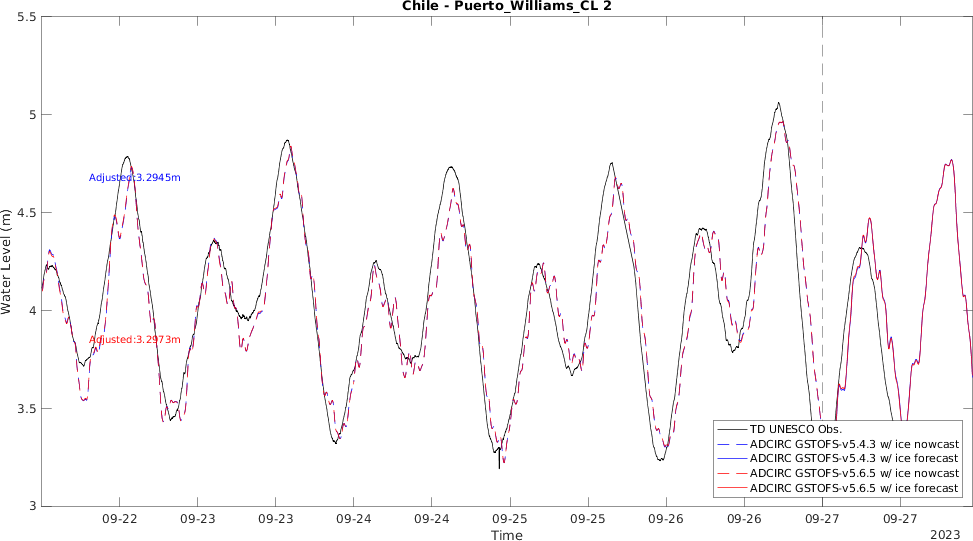 Chile - Puerto_Williams_CL 2
5.5
5
4.5
4
3.5
3
Water Level (m)
Adjusted:3.2945m
Adjusted:3.2973m
TD UNESCO Obs.
ADCIRC GSTOFS-v5.4.3 w/ ice nowcast
ADCIRC GSTOFS-v5.4.3 w/ ice forecast
ADCIRC GSTOFS-v5.6.5 w/ ice nowcast
ADCIRC GSTOFS-v5.6.5 w/ ice forecast
09-22 09-23 09-23 09-24 09-24 09-25 09-25 09-26 09-26 09-27 09-27
Time
2023